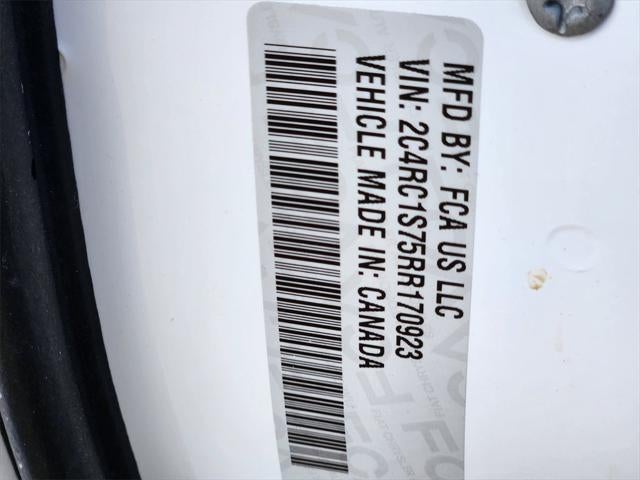 MFD BY: FCA US LLC
VIN: 2C4RC1S75RR170923
VEHICLE MADE IN: CANADA